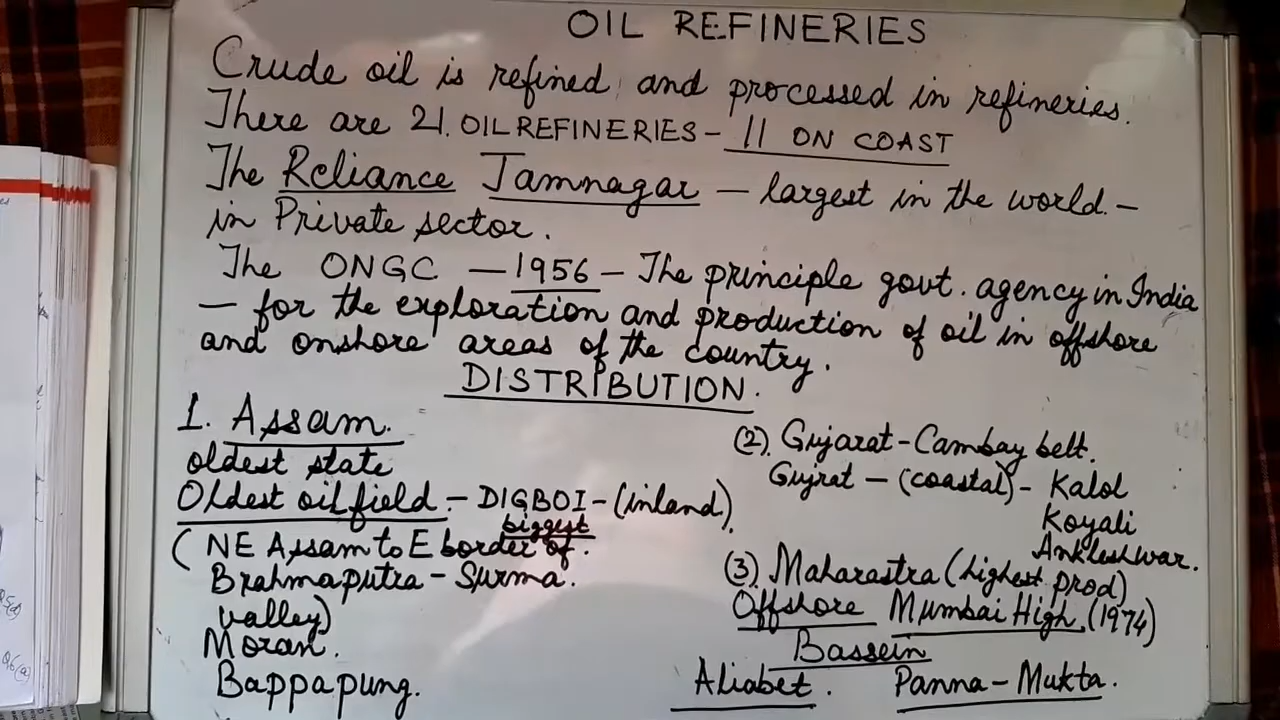 OIL REFINERIES
Crude oil is refined and processed in refineries.
There are 21. OIL REFINERIES - 11 ON COAST
The Reliance Jamnagar - largest in the world. -
in Private sector.
The ONGC - 1956 - The principle govt. agency in India
- for the exploration and production of oil in offshore
and onshore areas of the country.
DISTRIBUTION.
1. Assam.
oldest state
Oldest oil field - DIGBOI - (inland)
biggest
(NE Assam to E border of.
Brahmaputra - Surma.
valley)
Moran.
Bappapung.
(2). Gujarat - Cambay belt.
Gujrat - (coastal) - Kalol
Koyali
Ankleshwar.
(3). Maharastra (highest prod)
Offshore Mumbai High. (1974)
Bassein
Aliabet. Panna - Mukta.